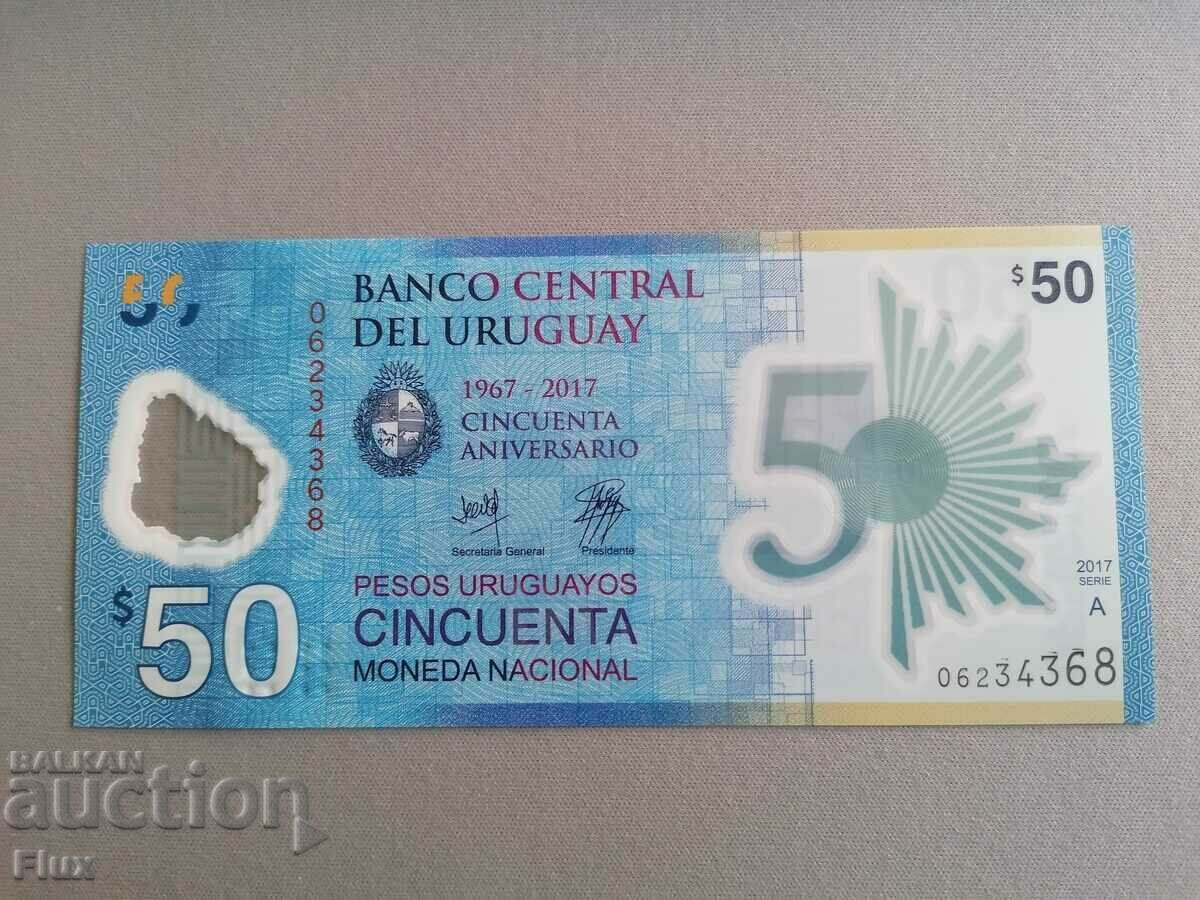 BANCO CENTRAL
DEL URUGUAY
$50
06234368
1967 - 2017
CINCUENTA
ANIVERSARIO
50
Secretaria General
Presidente
2017
SERIE
A
$50
PESOS URUGUAYOS
CINCUENTA
MONEDA NACIONAL
06234368
BALKAN
auction
Flux